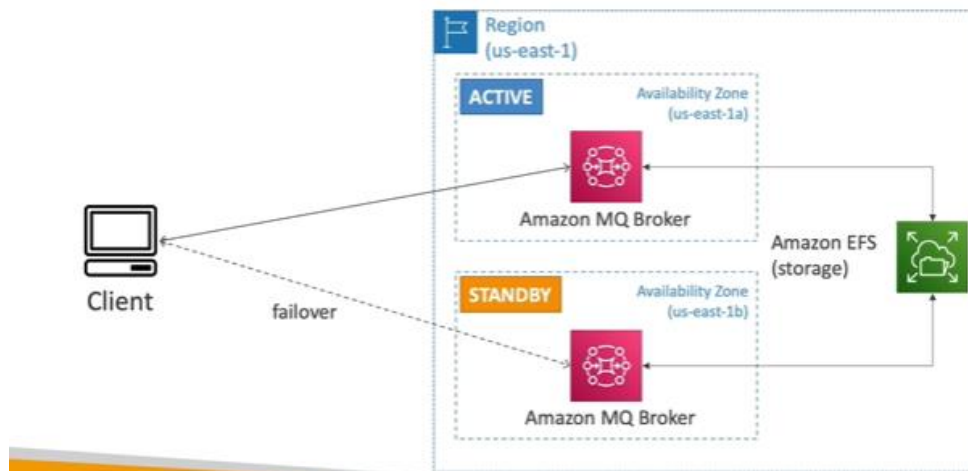 Region
(us-east-1)
ACTIVE
Availability Zone
(us-east-1a)
Amazon MQ Broker
Client
failover
Amazon EFS
(storage)
STANDBY
Availability Zone
(us-east-1b)
Amazon MQ Broker